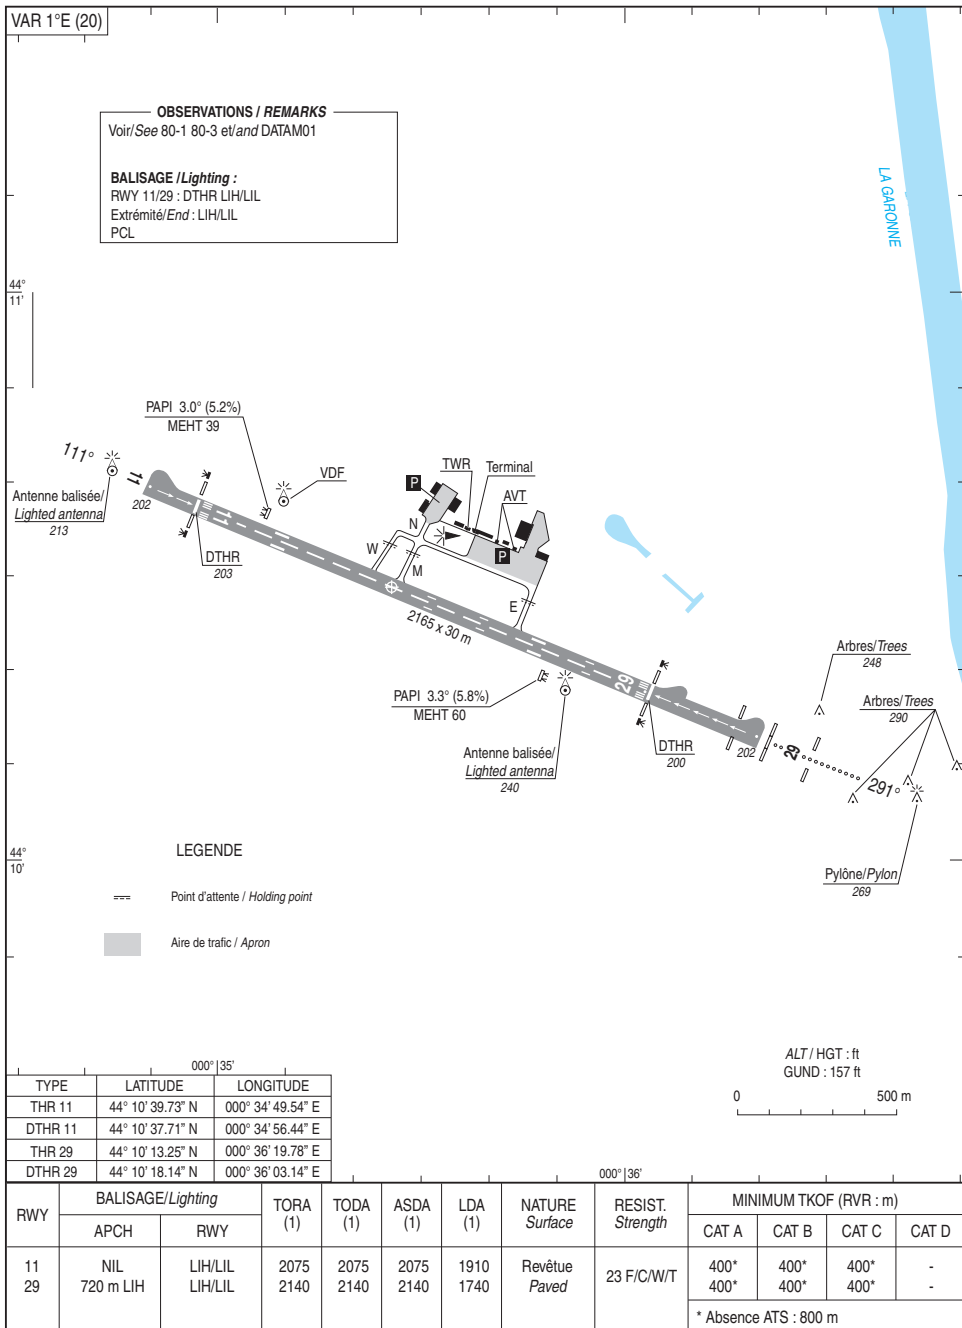 VAR 1°E (20)
OBSERVATIONS / REMARKS
Voir/See 80-1 80-3 et/and DATAM01
BALISAGE /Lighting :
RWY 11/29 : DTHR LIH/LIL
Extrémité/End : LIH/LIL
PCL
LA GARONNE
44°
11'
PAPI 3.0° (5.2%)
MEHT 39
111°
11
VDF
TWR
Terminal
P
AVT
Antenne balisée/
Lighted antenna
213
202
N
P
W
M
DTHR
203
11
E
2165 x 30 m
Arbres/Trees
248
29
PAPI 3.3° (5.8%)
MEHT 60
Arbres/Trees
290
Antenne balisée/
Lighted antenna
240
DTHR
200
202
29
291°
44°
10'
LEGENDE
Pylône/Pylon
269
Point d'attente / Holding point
Aire de trafic / Apron
ALT / HGT : ft
GUND : 157 ft
0 500 m
000° 35'
TYPE LATITUDE LONGITUDE
THR 11 44° 10' 39.73" N 000° 34' 49.54" E
DTHR 11 44° 10' 37.71" N 000° 34' 56.44" E
THR 29 44° 10' 13.25" N 000° 36' 19.78" E
DTHR 29 44° 10' 18.14" N 000° 36' 03.14" E
000° 36'
RWY BALISAGE/Lighting TORA (1) TODA (1) ASDA (1) LDA (1) NATURE Surface RESIST. Strength MINIMUM TKOF (RVR : m)
APCH RWY CAT A CAT B CAT C CAT D
11 NIL LIH/LIL 2075 2075 2075 1910 Revêtue 23 F/C/W/T 400* 400* 400* -
29 720 m LIH LIH/LIL 2140 2140 2140 1740 Paved 400* 400* 400* -
* Absence ATS : 800 m